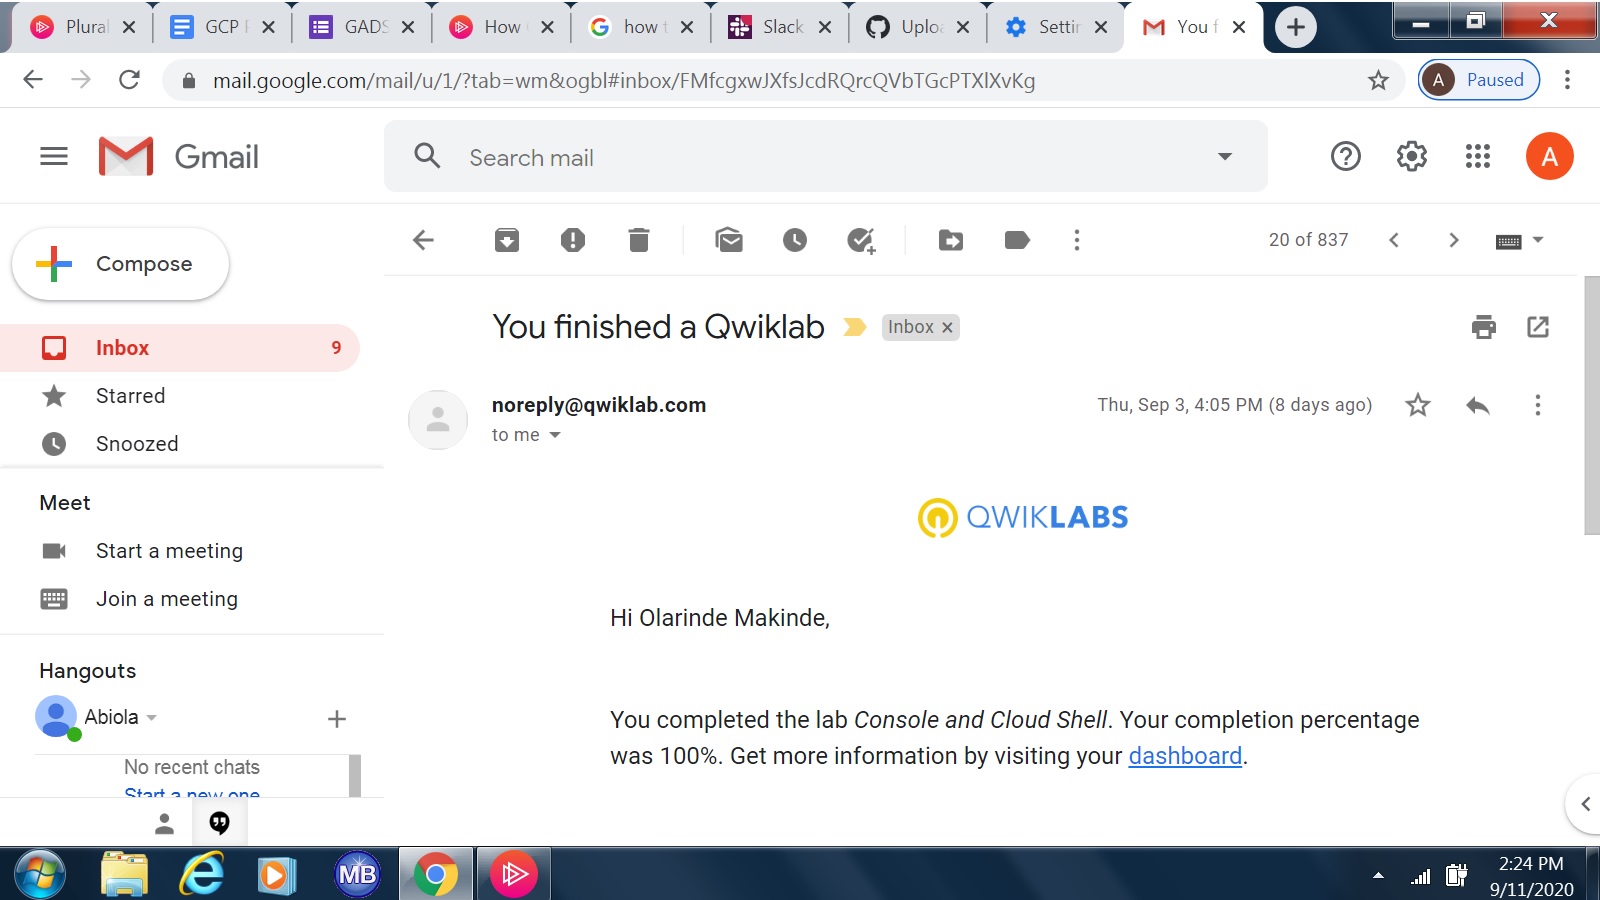 Plural
GCP
GADS
How
how t
Slack
Uploa
Settin
You f
mail.google.com/mail/u/1/?tab=wm&ogbl#inbox/FMfcgxwJXfsJcdRQrcQVbTGcPTXlXvKg
A
Paused
Gmail
Search mail
A
Compose
20 of 837
You finished a Qwiklab
Inbox
Inbox
9
Starred
Snoozed
noreply@qwiklab.com
Thu, Sep 3, 4:05 PM (8 days ago)
to me
QWIKLABS
Meet
Start a meeting
Join a meeting
Hi Olarinde Makinde,
Hangouts
Abiola
No recent chats
Start a new one
You completed the lab Console and Cloud Shell. Your completion percentage
was 100%. Get more information by visiting your dashboard.
MB
2:24 PM
9/11/2020